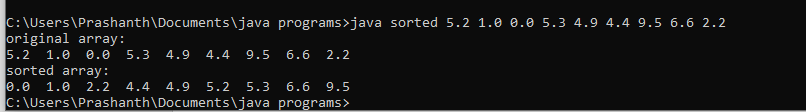 C:\Users\Prashanth\Documents\java programs>java sorted 5.2 1.0 0.0 5.3 4.9 4.4 9.5 6.6 2.2
original array:
5.2  1.0  0.0  5.3  4.9  4.4  9.5  6.6  2.2
sorted array:
0.0  1.0  2.2  4.4  4.9  5.2  5.3  6.6  9.5
C:\Users\Prashanth\Documents\java programs>